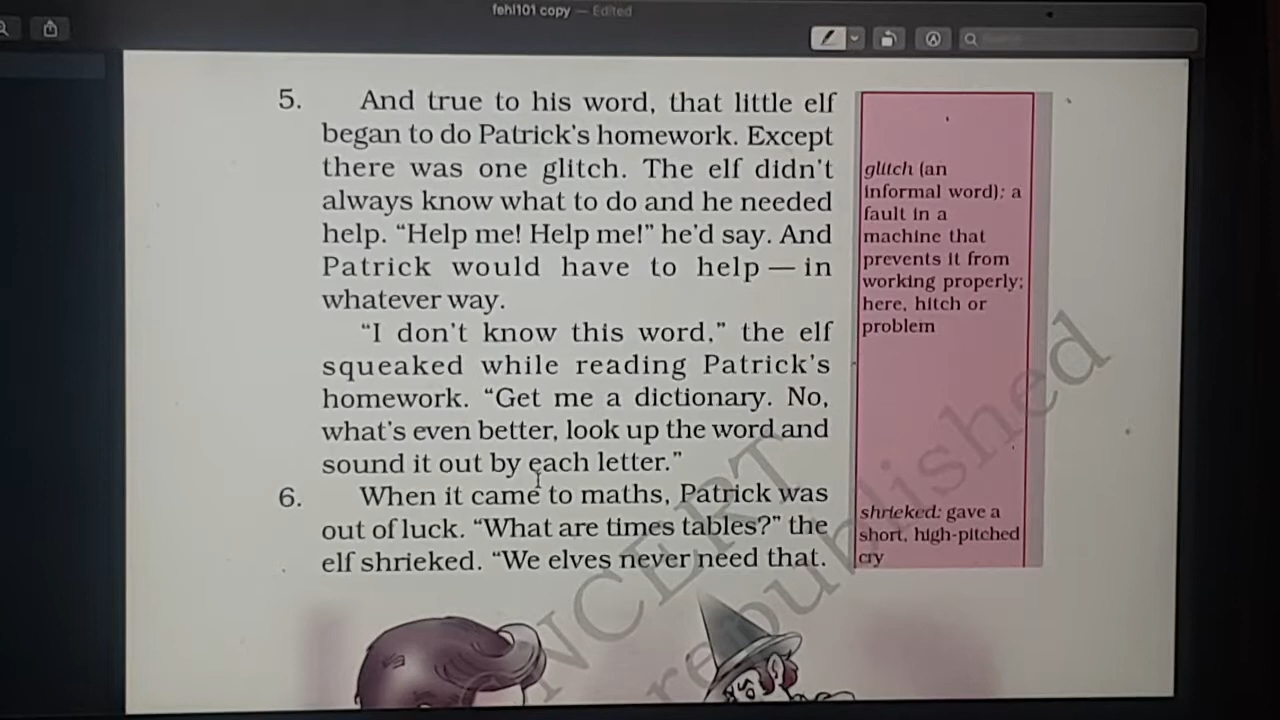 fehl101 copy — Edited
5. And true to his word, that little elf
began to do Patrick's homework. Except
there was one glitch. The elf didn't
always know what to do and he needed
help. “Help me! Help me!” he'd say. And
Patrick would have to help — in
whatever way.
“I don't know this word,” the elf
squeaked while reading Patrick's
homework. “Get me a dictionary. No,
what's even better, look up the word and
sound it out by each letter.”
6. When it came to maths, Patrick was
out of luck. “What are times tables?” the
elf shrieked. “We elves never need that.
glitch (an
informal word): a
fault in a
machine that
prevents it from
working properly;
here, hitch or
problem
shrieked: gave a
short, high-pitched
cry
NCERT
republished